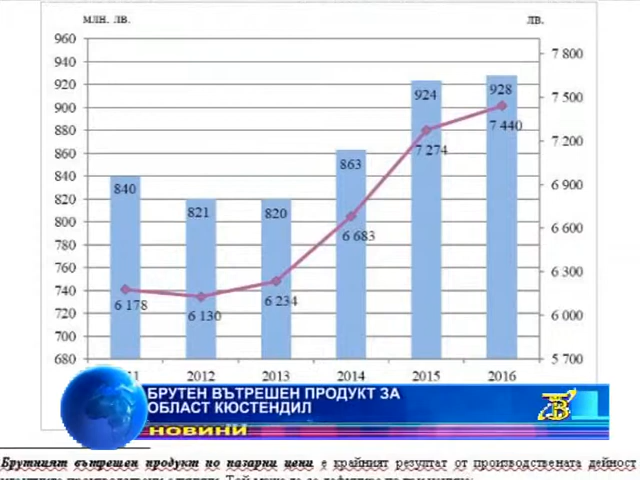 млн. лв. лв.
960 7 800
940
920 7 500
900
880 7 200
860 6 900
840
820 6 600
800
780 6 300
760
740 6 000
720
700
680 5 700
840 821 820 863 924 928
6 178 6 130 6 234 6 683 7 274 7 440
2012 2013 2014 2015 2016
БРУТЕН ВЪТРЕШЕН ПРОДУКТ ЗА
ОБЛАСТ КЮСТЕНДИЛ
НОВИНИ
Брутният вътрешен продукт по пазарни цени е крайният резултат от производствената дейност